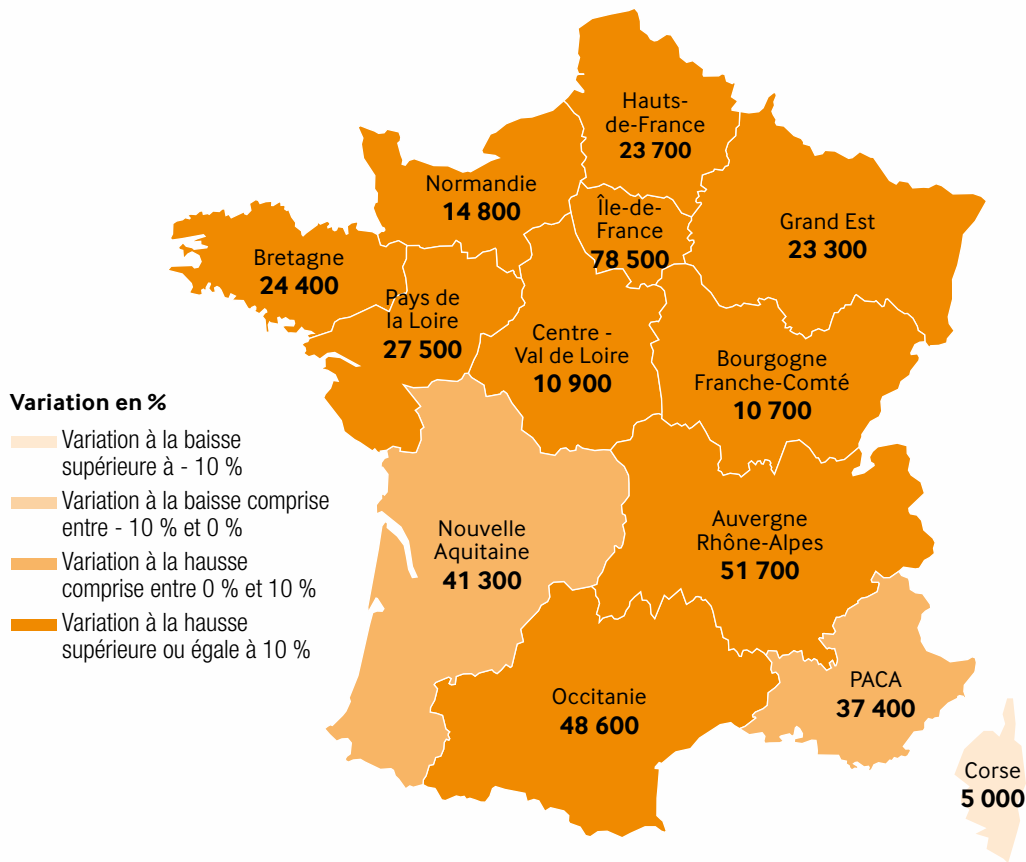 Hauts-
de-France
23 700
Normandie
14 800
Île-de-
France
78 500
Grand Est
23 300
Bretagne
24 400
Pays de
la Loire
27 500
Centre -
Val de Loire
10 900
Bourgogne
Franche-Comté
10 700
Variation en %
Variation à la baisse
supérieure à - 10 %
Variation à la baisse comprise
entre - 10 % et 0 %
Variation à la hausse
comprise entre 0 % et 10 %
Variation à la hausse
supérieure ou égale à 10 %
Nouvelle
Aquitaine
41 300
Auvergne
Rhône-Alpes
51 700
Occitanie
48 600
PACA
37 400
Corse
5 000